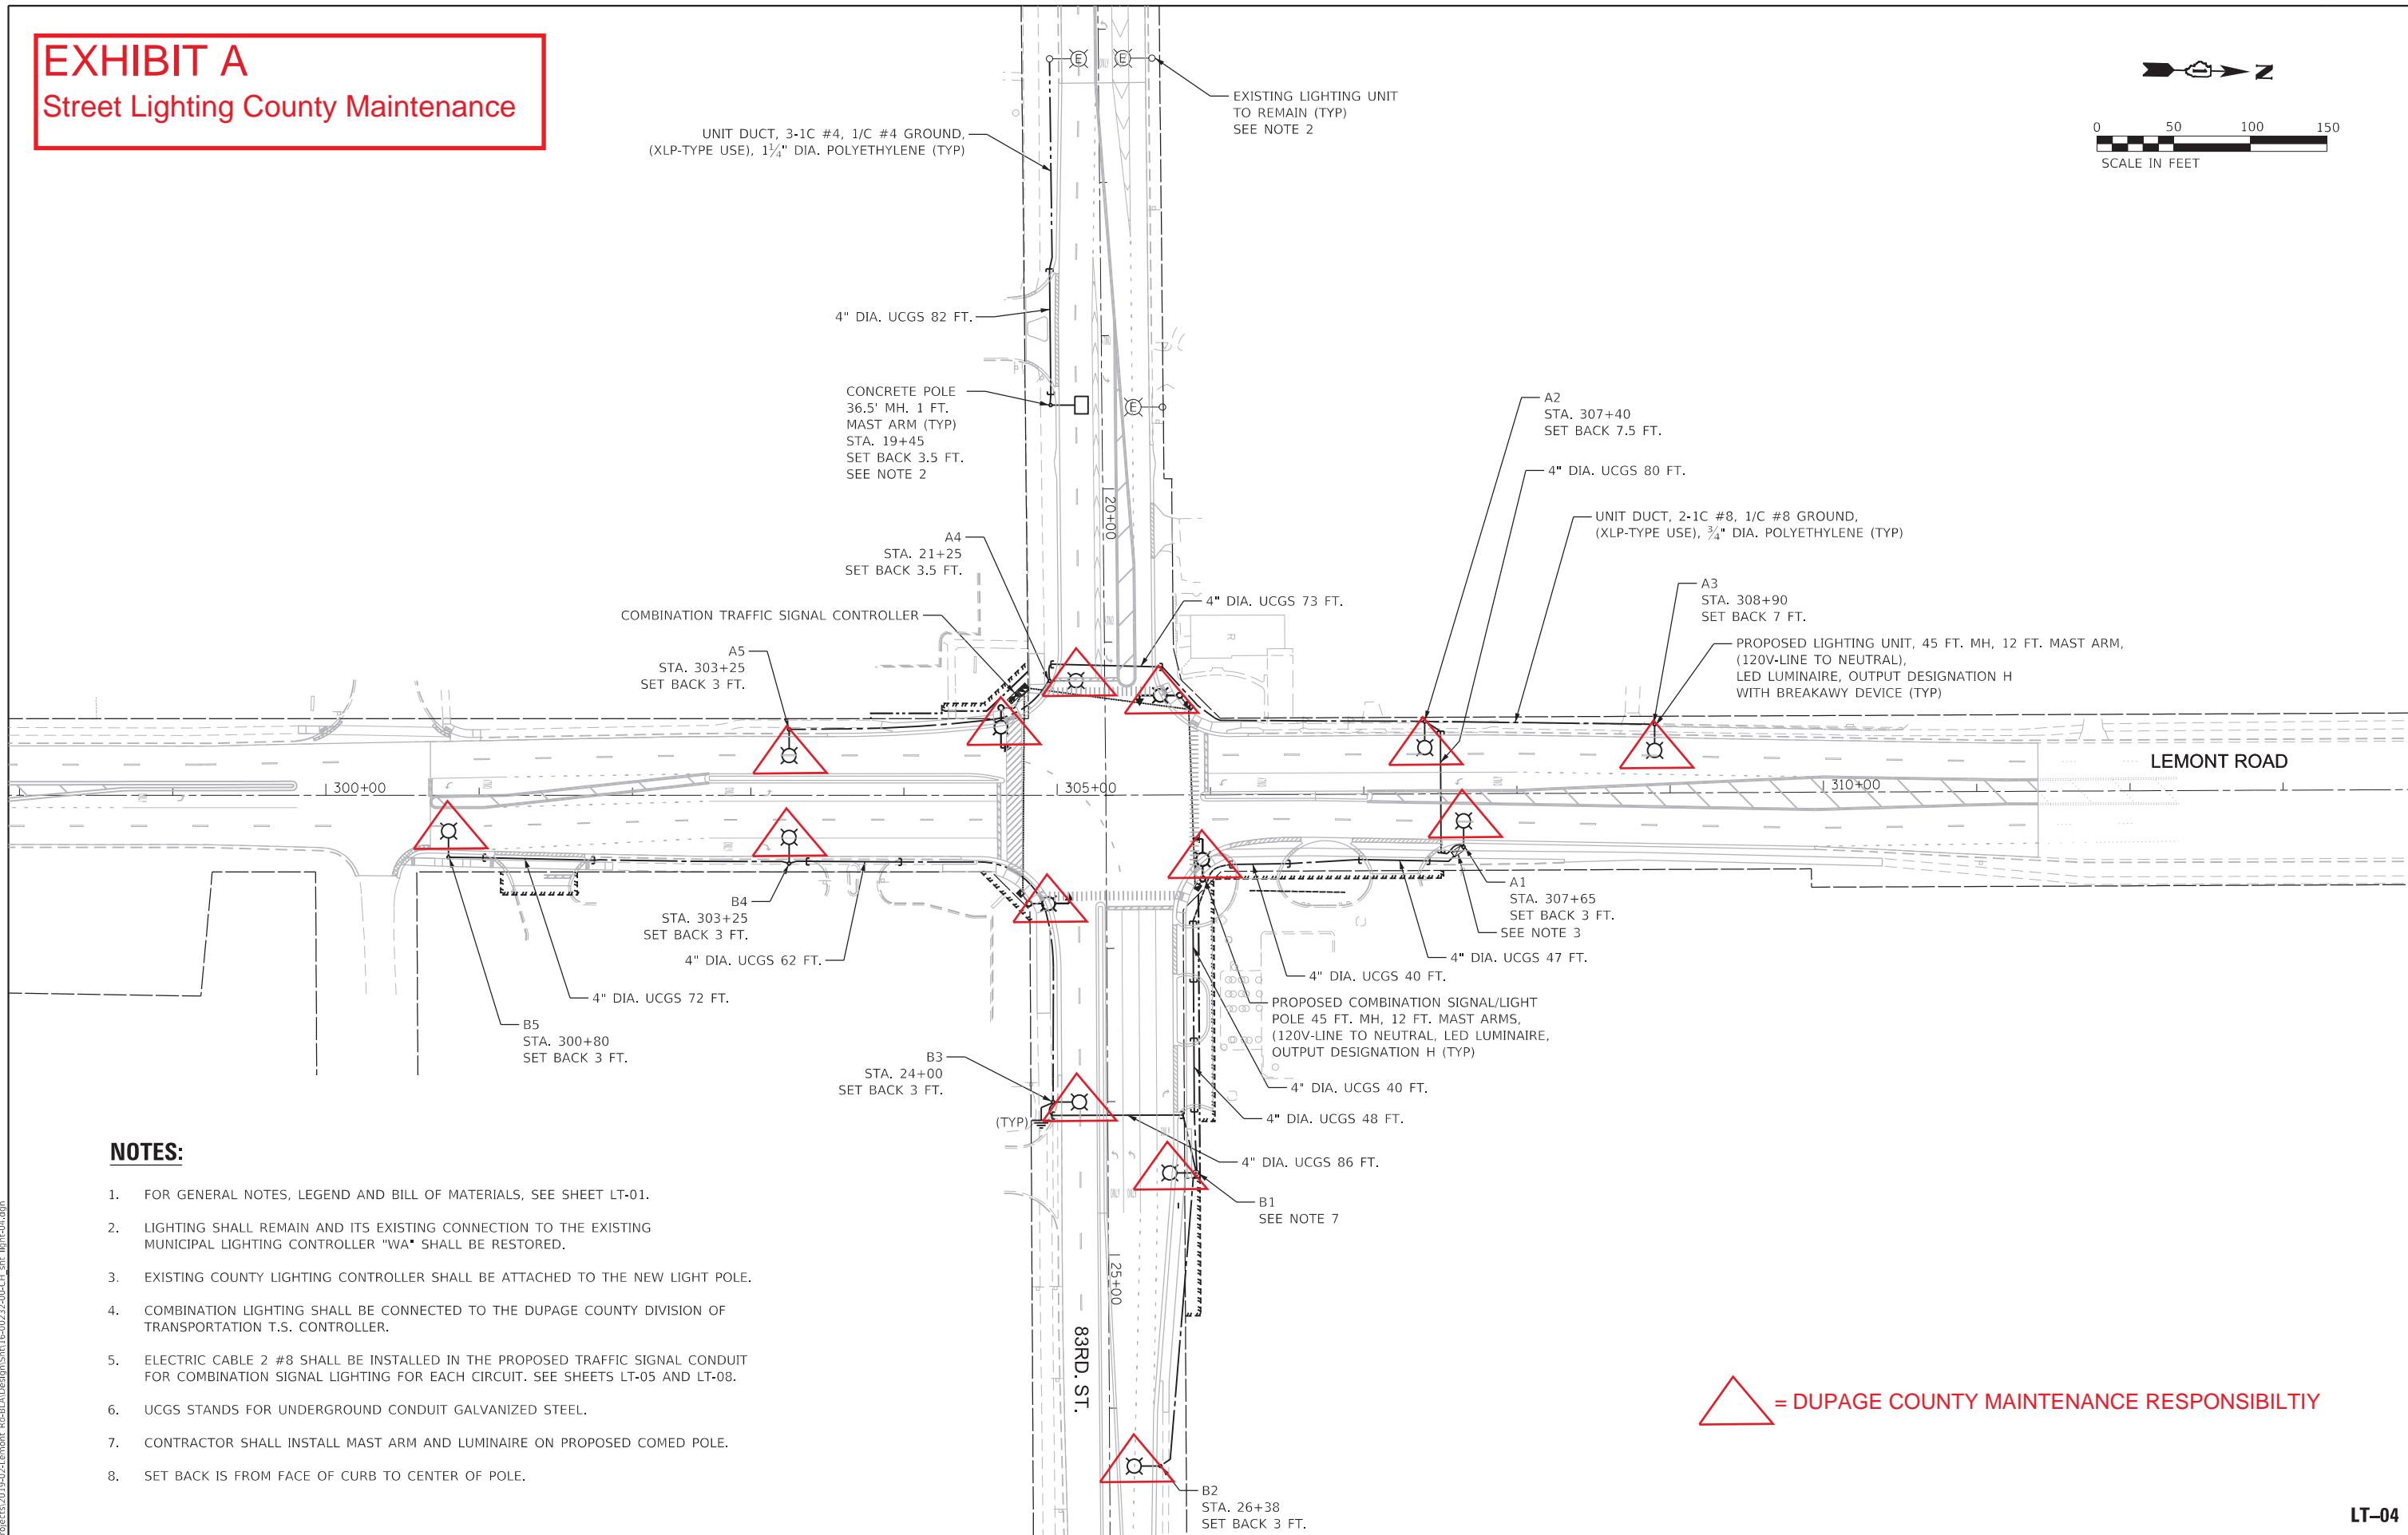 EXHIBIT A
Street Lighting County Maintenance
N
0 50 100 150
SCALE IN FEET
EXISTING LIGHTING UNIT
TO REMAIN (TYP)
SEE NOTE 2
UNIT DUCT, 3-1C #4, 1/C #4 GROUND,
(XLP-TYPE USE), 1¼" DIA. POLYETHYLENE (TYP)
E
E
4" DIA. UCGS 82 FT.
CONCRETE POLE
36.5' MH. 1 FT.
MAST ARM (TYP)
STA. 19+45
SET BACK 3.5 FT.
SEE NOTE 2
E
A2
STA. 307+40
SET BACK 7.5 FT.
4" DIA. UCGS 80 FT.
20+00
UNIT DUCT, 2-1C #8, 1/C #8 GROUND,
(XLP-TYPE USE), ¾" DIA. POLYETHYLENE (TYP)
A4
STA. 21+25
SET BACK 3.5 FT.
A3
STA. 308+90
SET BACK 7 FT.
COMBINATION TRAFFIC SIGNAL CONTROLLER
4" DIA. UCGS 73 FT.
PROPOSED LIGHTING UNIT, 45 FT. MH, 12 FT. MAST ARM,
(120V-LINE TO NEUTRAL),
LED LUMINAIRE, OUTPUT DESIGNATION H
WITH BREAKAWY DEVICE (TYP)
A5
STA. 303+25
SET BACK 3 FT.
LEMONT ROAD
300+00
305+00
310+00
A1
STA. 307+65
SET BACK 3 FT.
SEE NOTE 3
B4
STA. 303+25
SET BACK 3 FT.
4" DIA. UCGS 62 FT.
4" DIA. UCGS 47 FT.
4" DIA. UCGS 40 FT.
4" DIA. UCGS 72 FT.
PROPOSED COMBINATION SIGNAL/LIGHT
POLE 45 FT. MH, 12 FT. MAST ARMS,
(120V-LINE TO NEUTRAL, LED LUMINAIRE,
OUTPUT DESIGNATION H (TYP)
B5
STA. 300+80
SET BACK 3 FT.
B3
STA. 24+00
SET BACK 3 FT.
4" DIA. UCGS 40 FT.
4" DIA. UCGS 48 FT.
(TYP)
4" DIA. UCGS 86 FT.
ONLY ONLY
B1
SEE NOTE 7
25+00
83RD. ST.
B2
STA. 26+38
SET BACK 3 FT.
NOTES:
1. FOR GENERAL NOTES, LEGEND AND BILL OF MATERIALS, SEE SHEET LT-01.
2. LIGHTING SHALL REMAIN AND ITS EXISTING CONNECTION TO THE EXISTING
MUNICIPAL LIGHTING CONTROLLER "WA" SHALL BE RESTORED.
3. EXISTING COUNTY LIGHTING CONTROLLER SHALL BE ATTACHED TO THE NEW LIGHT POLE.
4. COMBINATION LIGHTING SHALL BE CONNECTED TO THE DUPAGE COUNTY DIVISION OF
TRANSPORTATION T.S. CONTROLLER.
5. ELECTRIC CABLE 2 #8 SHALL BE INSTALLED IN THE PROPOSED TRAFFIC SIGNAL CONDUIT
FOR COMBINATION SIGNAL LIGHTING FOR EACH CIRCUIT. SEE SHEETS LT-05 AND LT-08.
6. UCGS STANDS FOR UNDERGROUND CONDUIT GALVANIZED STEEL.
7. CONTRACTOR SHALL INSTALL MAST ARM AND LUMINAIRE ON PROPOSED COMED POLE.
8. SET BACK IS FROM FACE OF CURB TO CENTER OF POLE.
= DUPAGE COUNTY MAINTENANCE RESPONSIBILTIY
LT-04